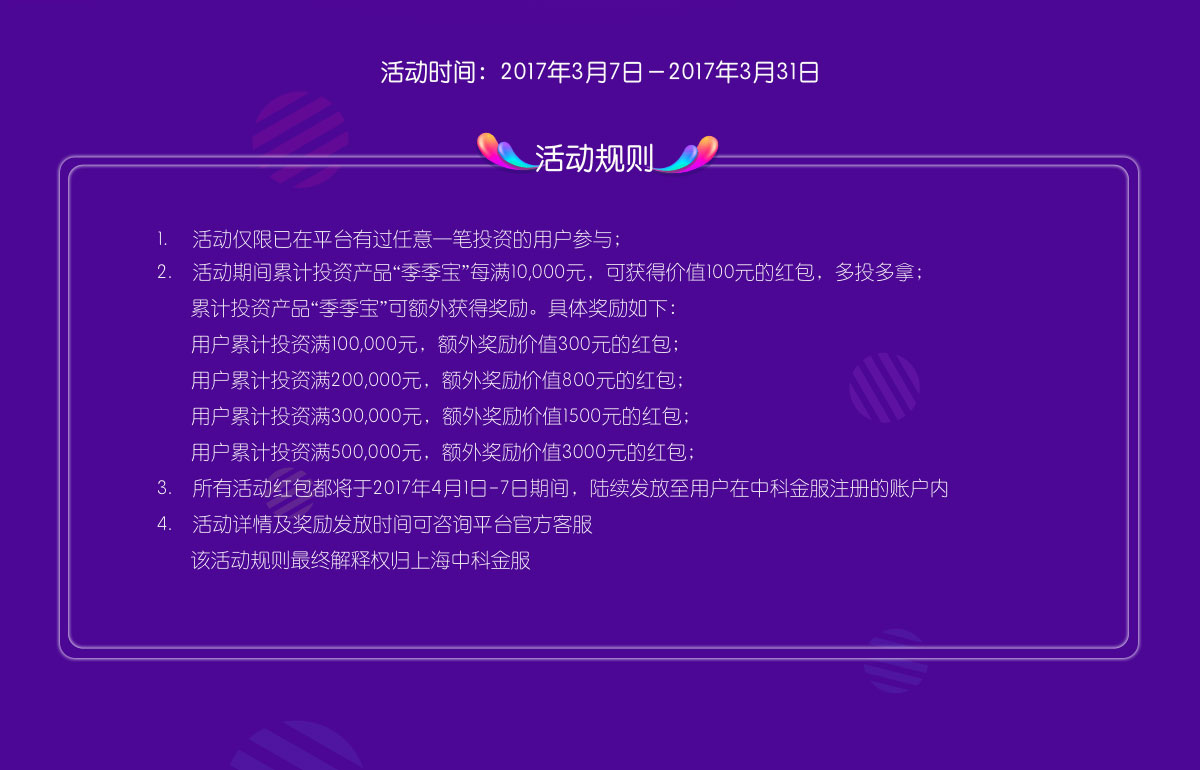 活动时间：2017年3月7日－2017年3月31日
活动规则
1. 活动仅限已在平台有过任意一笔投资的用户参与；
2. 活动期间累计投资产品“季季宝”每满10,000元，可获得价值100元的红包，多投多拿；
累计投资产品“季季宝”可额外获得奖励。具体奖励如下：
用户累计投资满100,000元，额外奖励价值300元的红包；
用户累计投资满200,000元，额外奖励价值800元的红包；
用户累计投资满300,000元，额外奖励价值1500元的红包；
用户累计投资满500,000元，额外奖励价值3000元的红包；
3. 所有活动红包都将于2017年4月1日-7日期间，陆续发放至用户在中科金服注册的账户内
4. 活动详情及奖励发放时间可咨询平台官方客服
该活动规则最终解释权归上海中科金服